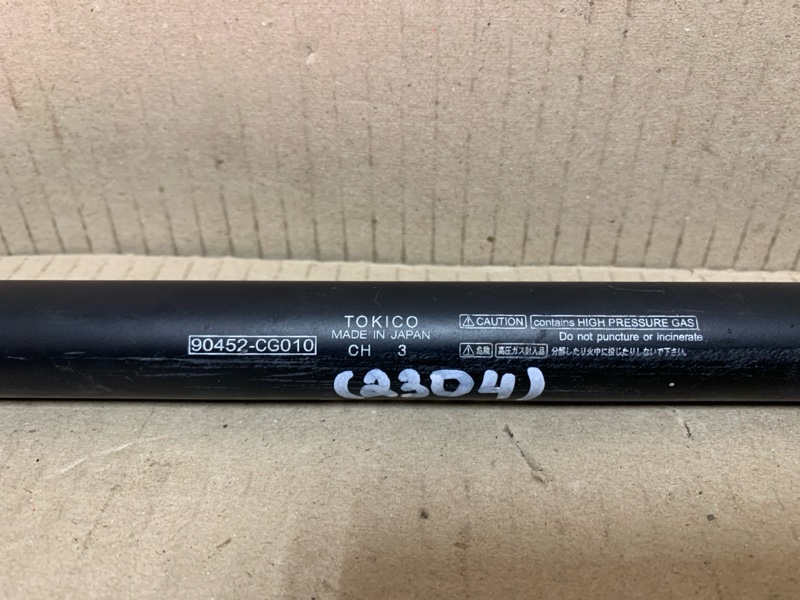 90452-CG010
TOKICO
MADE IN JAPAN
CH 3
⚠CAUTION contains HIGH PRESSURE GAS
Do not puncture or incinerate
⚠危険 高圧ガス封入品 分解したり火中に投じたりしないで下さい。
(2304)